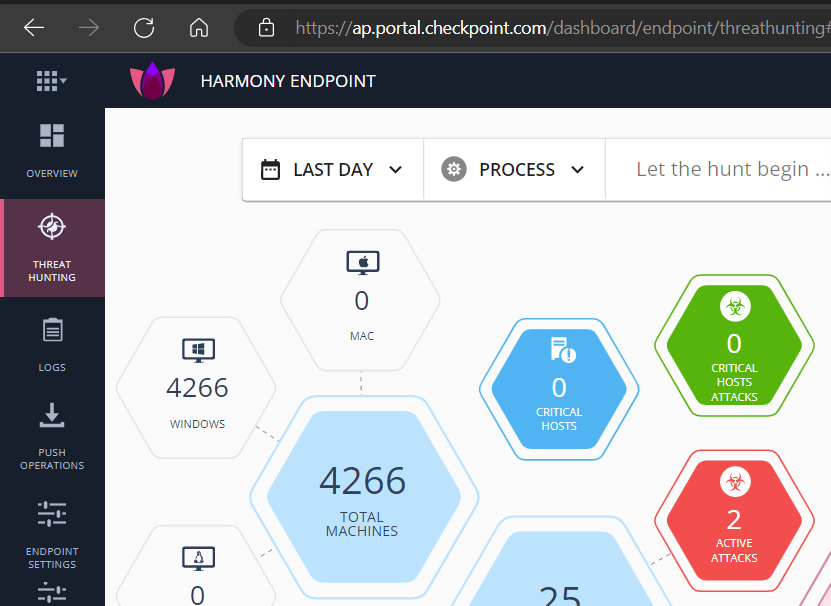 https://ap.portal.checkpoint.com/dashboard/endpoint/threathunting#
HARMONY ENDPOINT
OVERVIEW
THREAT
HUNTING
LOGS
PUSH
OPERATIONS
ENDPOINT
SETTINGS
LAST DAY
PROCESS
Let the hunt begin ...
0
MAC
4266
WINDOWS
4266
TOTAL
MACHINES
0
0
CRITICAL
HOSTS
0
CRITICAL
HOSTS
ATTACKS
2
ACTIVE
ATTACKS
25